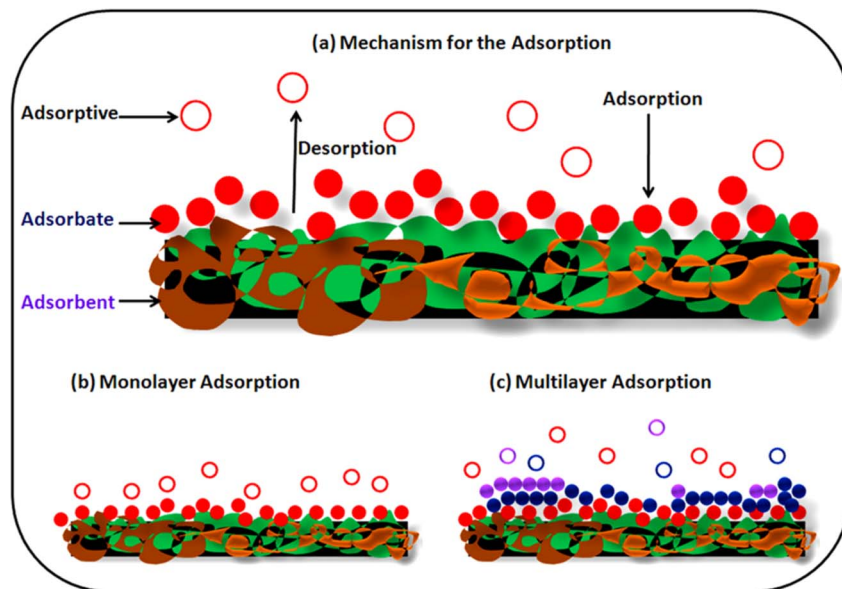 (a) Mechanism for the Adsorption
Adsorptive
Adsorption
Desorption
Adsorbate
Adsorbent
(b) Monolayer Adsorption
(c) Multilayer Adsorption